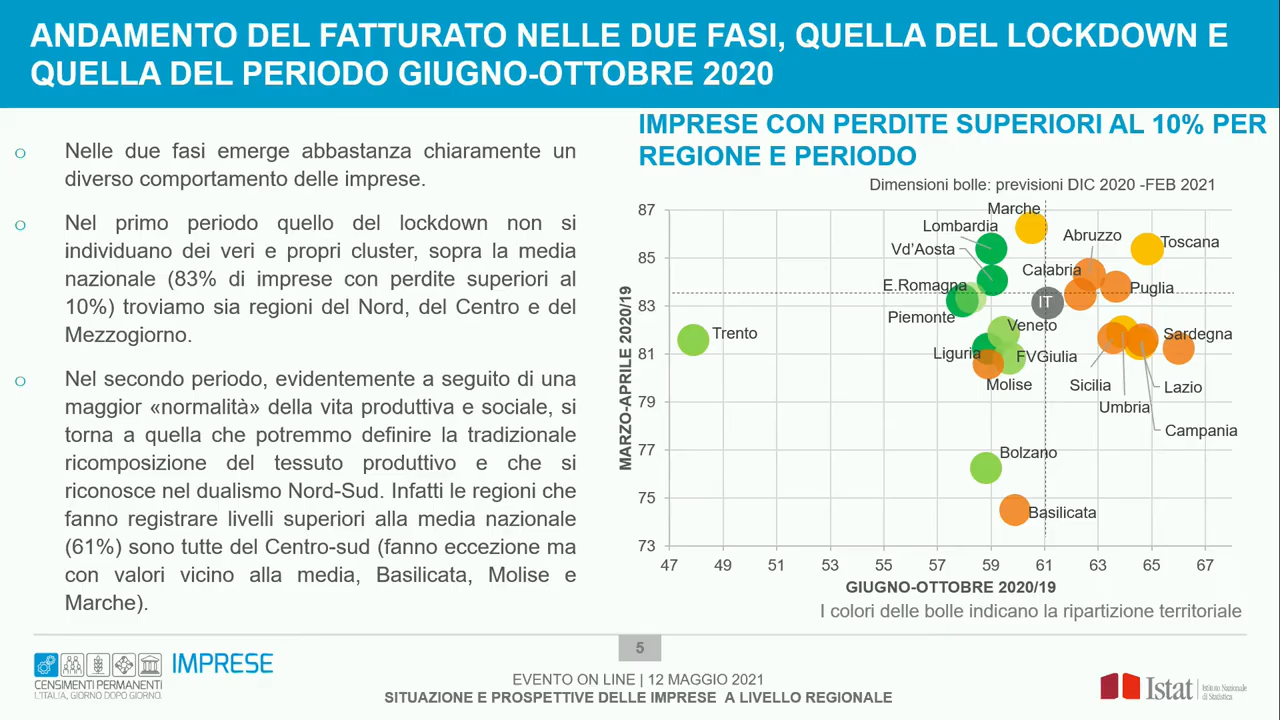 ANDAMENTO DEL FATTURATO NELLE DUE FASI, QUELLA DEL LOCKDOWN E
QUELLA DEL PERIODO GIUGNO-OTTOBRE 2020
o Nelle due fasi emerge abbastanza chiaramente un
diverso comportamento delle imprese.
o Nel primo periodo quello del lockdown non si
individuano dei veri e propri cluster, sopra la media
nazionale (83% di imprese con perdite superiori al
10%) troviamo sia regioni del Nord, del Centro e del
Mezzogiorno.
o Nel secondo periodo, evidentemente a seguito di una
maggior «normalità» della vita produttiva e sociale, si
torna a quella che potremmo definire la tradizionale
ricomposizione del tessuto produttivo e che si
riconosce nel dualismo Nord-Sud. Infatti le regioni che
fanno registrare livelli superiori alla media nazionale
(61%) sono tutte del Centro-sud (fanno eccezione ma
con valori vicino alla media, Basilicata, Molise e
Marche).
IMPRESE CON PERDITE SUPERIORI AL 10% PER
REGIONE E PERIODO
Dimensioni bolle: previsioni DIC 2020 -FEB 2021
MARZO-APRILE 2020/19
87
85
83
81
79
77
75
73
Marche
Lombardia
Abruzzo
Vd'Aosta
Toscana
Calabria
E.Romagna
Puglia
IT
Piemonte
Veneto
Trento
Sardegna
Liguria
FVGiulia
Molise
Sicilia
Lazio
Umbria
Campania
Bolzano
Basilicata
47 49 51 53 55 57 59 61 63 65 67
GIUGNO-OTTOBRE 2020/19
I colori delle bolle indicano la ripartizione territoriale
5
IMPRESE
CENSIMENTI PERMANENTI
L'ITALIA, GIORNO DOPO GIORNO.
EVENTO ON LINE | 12 MAGGIO 2021
SITUAZIONE E PROSPETTIVE DELLE IMPRESE A LIVELLO REGIONALE
Istat
Istituto Nazionale
di Statistica